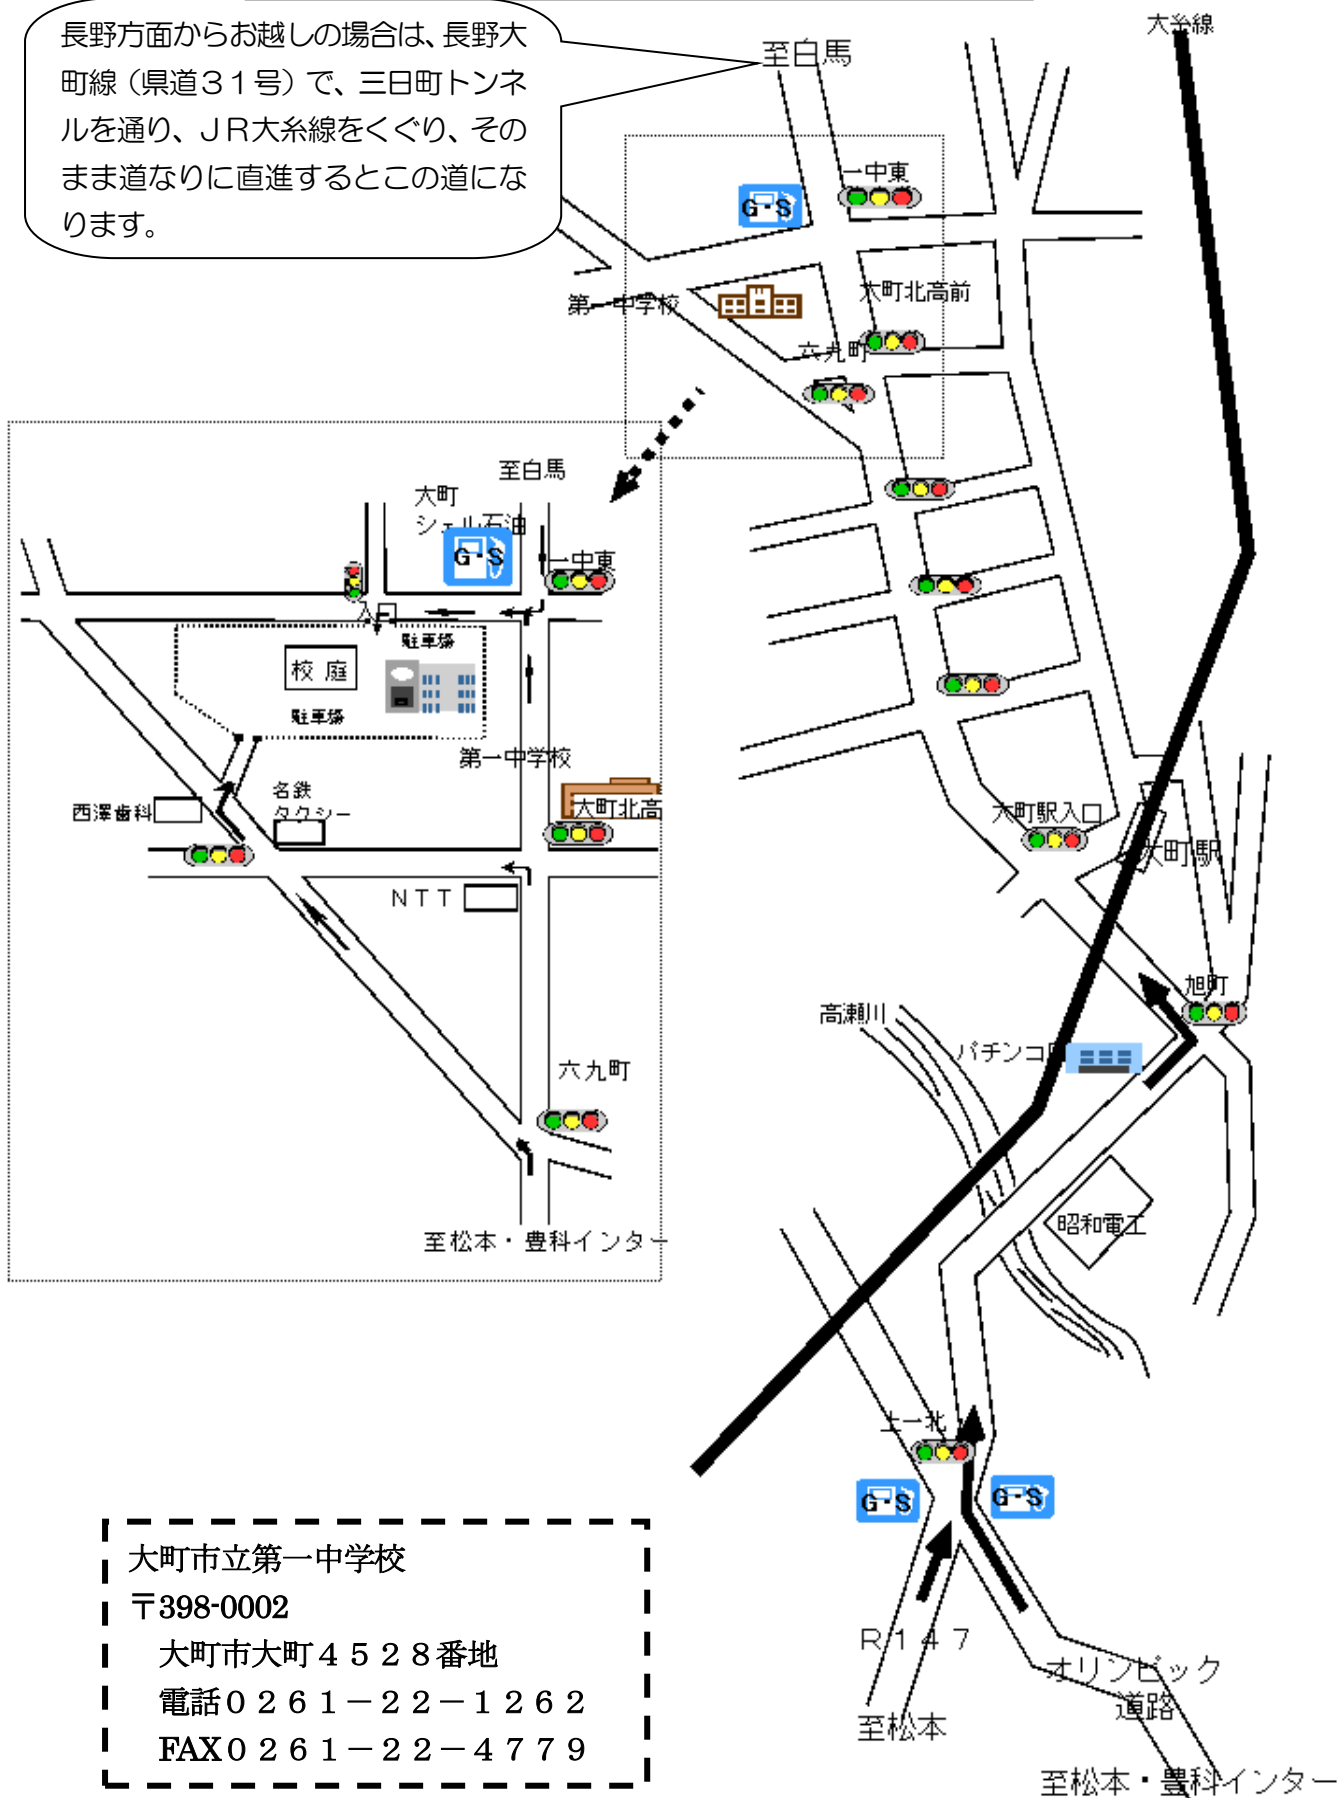 長野方面からお越しの場合は、長野大
町線（県道３１号）で、三日町トンネ
ルを通り、ＪＲ大糸線をくぐり、その
まま道なりに直進するとこの道にな
ります。
大糸線
至白馬
一中東
G・S
大町北高前
第一中学校
六九町
至白馬
大町
シェル石油
G・S
一中東
入口
駐車場
校庭
駐車場
第一中学校
名鉄
タクシー
西澤歯科
大町北高
ＮＴＴ
六九町
至松本・豊科インター
大町駅入口
大町駅
旭町
高瀬川
パチンコ
昭和電工
上一北
G・S
G・S
Ｒ１４７
オリンピック
道路
至松本
至松本・豊科インター
大町市立第一中学校
〒398-0002
大町市大町４５２８番地
電話０２６１－２２－１２６２
FAX０２６１－２２－４７７９